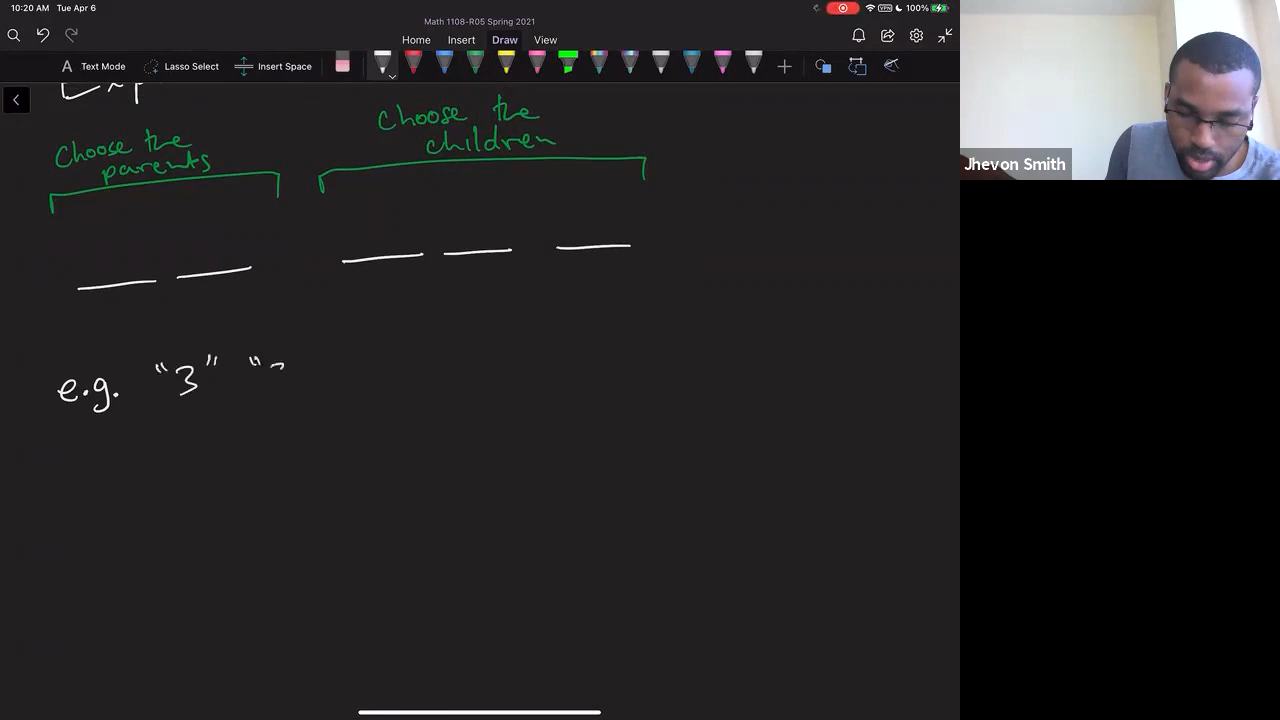 10:20 AM Tue Apr 6
100%
Math 1108-R05 Spring 2021
Home Insert Draw View
Text Mode Lasso Select Insert Space
Choose the
parents
Choose the
children
e.g. "3" "
Jhevon Smith